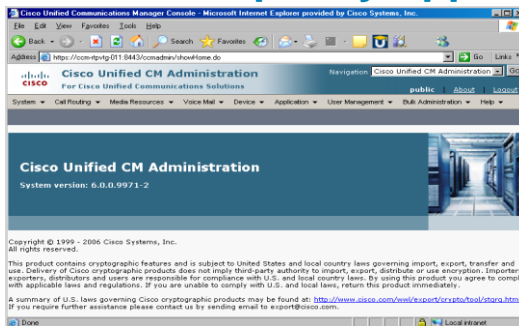 Cisco Unified Communications Manager Console - Microsoft Internet Explorer provided by Cisco Systems, Inc.
File Edit View Favorites Tools Help
Back Search Favorites
Address https://ccm-rtpvtg-011:8443/ccmadmin/showHome.do Go Links
CISCO
Cisco Unified CM Administration
For Cisco Unified Communications Solutions
Navigation Cisco Unified CM Administration Go
public About Logout
System Call Routing Media Resources Voice Mail Device Application User Management Bulk Administration Help
Cisco Unified CM Administration
System version: 6.0.0.9971-2
Copyright © 1999 - 2006 Cisco Systems, Inc.
All rights reserved.
This product contains cryptographic features and is subject to United States and local country laws governing import, export, transfer and
use. Delivery of Cisco cryptographic products does not imply third-party authority to import, export, distribute or use encryption. Importers,
exporters, distributors and users are responsible for compliance with U.S. and local country laws. By using this product you agree to comply
with applicable laws and regulations. If you are unable to comply with U.S. and local laws, return this product immediately.
A summary of U.S. laws governing Cisco cryptographic products may be found at: http://www.cisco.com/wwl/export/crypto/tool/stqrg.html
If you require further assistance please contact us by sending email to export@cisco.com.
Done Local intranet